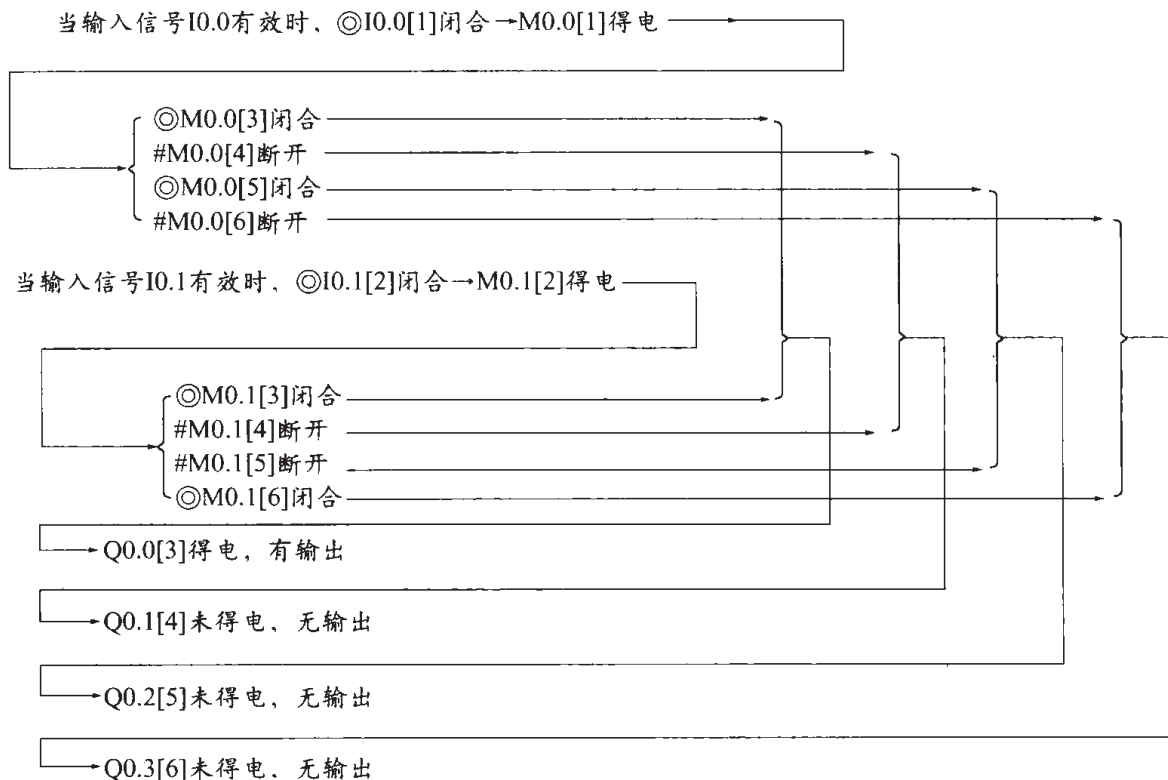 当输入信号I0.0有效时，◎I0.0[1]闭合→M0.0[1]得电
◎M0.0[3]闭合
#M0.0[4]断开
◎M0.0[5]闭合
#M0.0[6]断开
当输入信号I0.1有效时，◎I0.1[2]闭合→M0.1[2]得电
◎M0.1[3]闭合
#M0.1[4]断开
#M0.1[5]断开
◎M0.1[6]闭合
Q0.0[3]得电，有输出
Q0.1[4]未得电，无输出
Q0.2[5]未得电，无输出
Q0.3[6]未得电，无输出